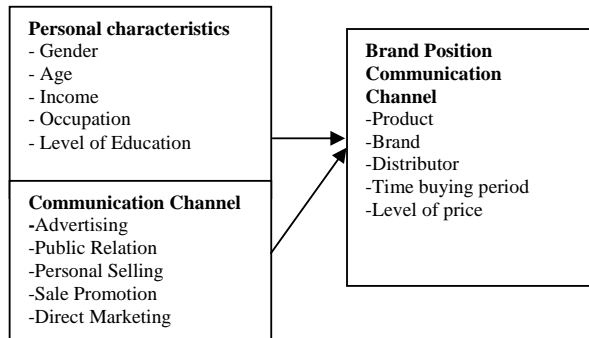 Personal characteristics
- Gender
- Age
- Income
- Occupation
- Level of Education
Communication Channel
-Advertising
-Public Relation
-Personal Selling
-Sale Promotion
-Direct Marketing
Brand Position
Communication
Channel
-Product
-Brand
-Distributor
-Time buying period
-Level of price